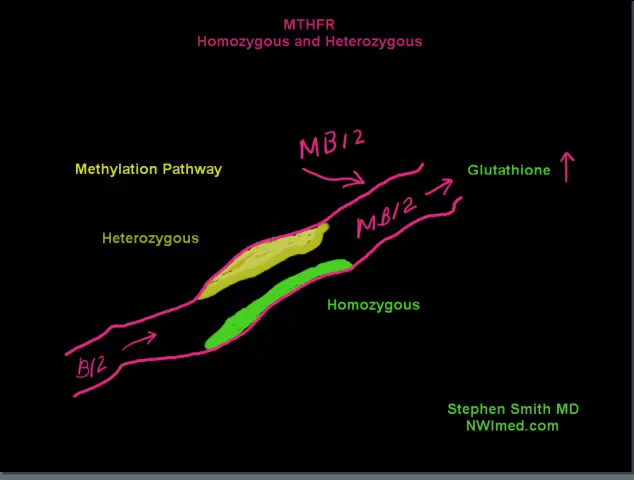 MTHFR
Homozygous and Heterozygous
MB12
Methylation Pathway
Glutathione
MB12
Heterozygous
Homozygous
B12
Stephen Smith MD
NWImed.com